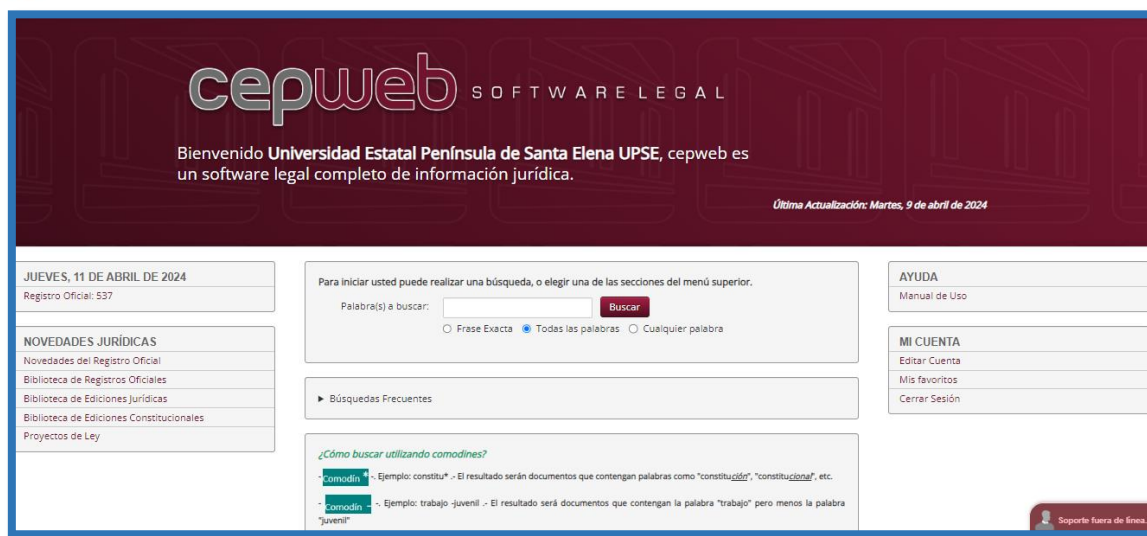 cepweb SOFTWARE LEGAL
Bienvenido Universidad Estatal Península de Santa Elena UPSE, cepweb es
un software legal completo de información jurídica.
Última Actualización: Martes, 9 de abril de 2024
JUEVES, 11 DE ABRIL DE 2024
Registro Oficial: 537
NOVEDADES JURÍDICAS
Novedades del Registro Oficial
Biblioteca de Registros Oficiales
Biblioteca de Ediciones Jurídicas
Biblioteca de Ediciones Constitucionales
Proyectos de Ley
Para iniciar usted puede realizar una búsqueda, o elegir una de las secciones del menú superior.
Palabra(s) a buscar:
Buscar
Frase Exacta Todas las palabras Cualquier palabra
Búsquedas Frecuentes
¿Cómo buscar utilizando comodines?
- Comodín * -. Ejemplo: constitu* .- El resultado serán documentos que contengan palabras como "constitución", "constitucional", etc.
- Comodín - -. Ejemplo: trabajo -juvenil .- El resultado será documentos que contengan la palabra "trabajo" pero menos la palabra
"juvenil"
AYUDA
Manual de Uso
MI CUENTA
Editar Cuenta
Mis favoritos
Cerrar Sesión
Soporte fuera de línea.